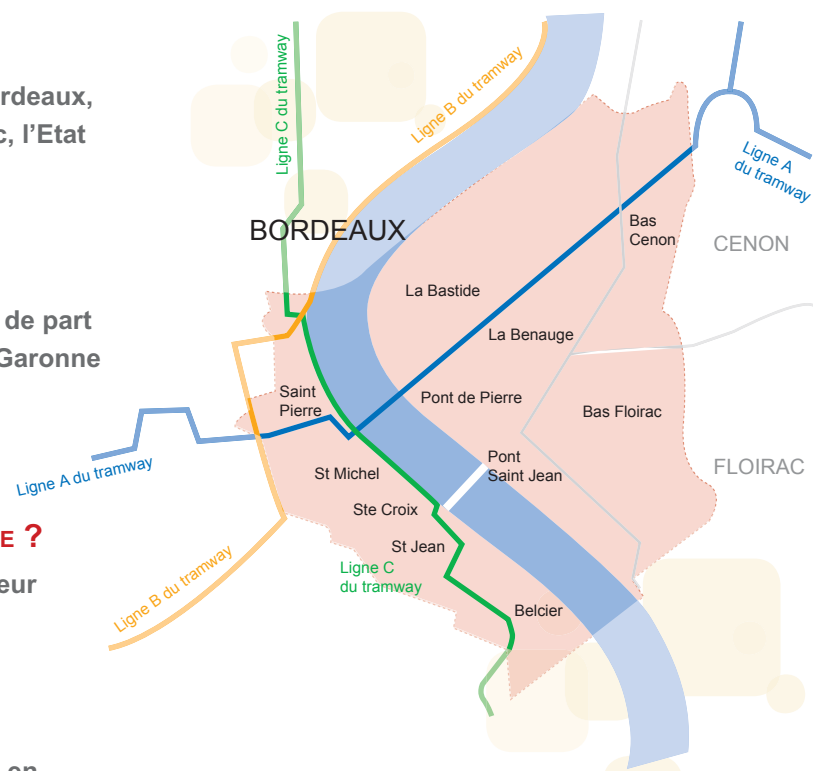 rdeaux,
c, l'Etat
de part
Garonne
E ?
eur
en
Ligne C du tramway
Ligne B du tramway
Ligne A
du tramway
BORDEAUX
Bas
Cenon
CENON
La Bastide
La Benauge
Saint
Pierre
Pont de Pierre
Bas Floirac
Ligne A du tramway
St Michel
Pont
Saint Jean
FLOIRAC
Ste Croix
St Jean
Ligne C
du tramway
Ligne B du tramway
Belcier